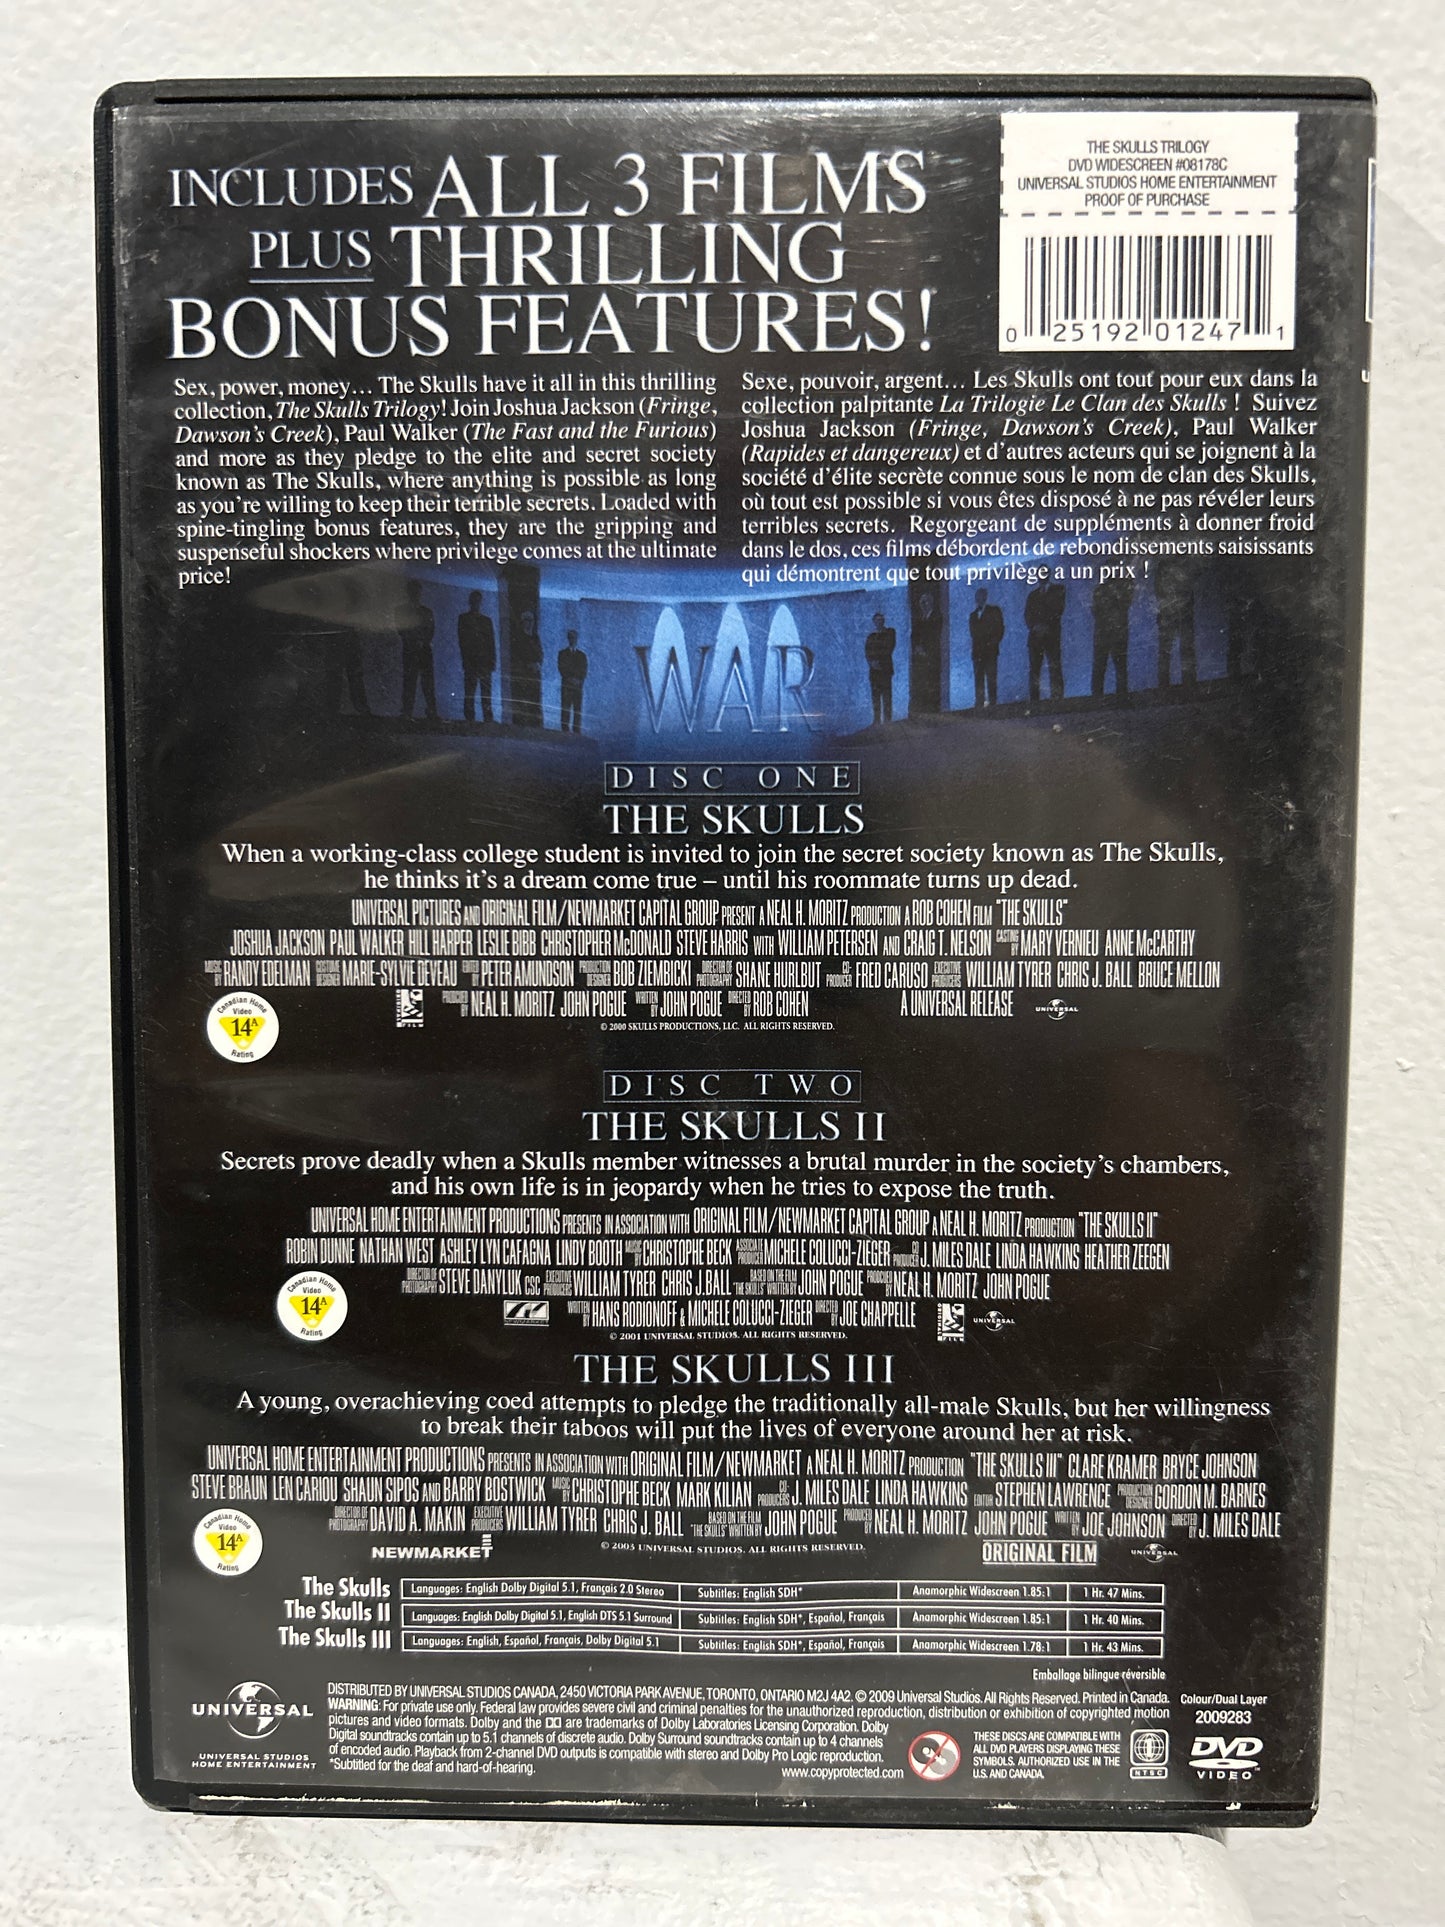 INCLUDES ALL 3 FILMS
PLUS THRILLING
BONUS FEATURES!
THE SKULLS TRILOGY
DVD WIDESCREEN #08178C
UNIVERSAL STUDIOS HOME ENTERTAINMENT
PROOF OF PURCHASE
0 25192 01247 1
Sex, power, money… The Skulls have it all in this thrilling
collection, The Skulls Trilogy! Join Joshua Jackson (Fringe,
Dawson's Creek), Paul Walker (The Fast and the Furious)
and more as they pledge to the elite and secret society
known as The Skulls, where anything is possible as long
as you're willing to keep their terrible secrets. Loaded with
spine-tingling bonus features, they are the gripping and
suspenseful shockers where privilege comes at the ultimate
price!
Sexe, pouvoir, argent… Les Skulls ont tout pour eux dans la
collection palpitante La Trilogie Le Clan des Skulls ! Suivez
Joshua Jackson (Fringe, Dawson's Creek), Paul Walker
(Rapides et dangereux) et d'autres acteurs qui se joignent à la
société d'élite secrète connue sous le nom de clan des Skulls,
où tout est possible si vous êtes disposé à ne pas révéler leurs
terribles secrets. Regorgeant de suppléments à donner froid
dans le dos, ces films débordent de rebondissements saisissants
qui démontrent que tout privilège a un prix !
WAR
DISC ONE
THE SKULLS
When a working-class college student is invited to join the secret society known as The Skulls,
he thinks it's a dream come true – until his roommate turns up dead.
UNIVERSAL PICTURES AND ORIGINAL FILM/NEWMARKET CAPITAL GROUP PRESENT A NEAL H. MORITZ PRODUCTION A ROB COHEN FILM "THE SKULLS"
JOSHUA JACKSON PAUL WALKER HILL HARPER LESLIE BIBB CHRISTOPHER McDONALD STEVE HARRIS WITH WILLIAM PETERSEN AND CRAIG T. NELSON CASTING BY MARY VERNIEU ANNE McCARTHY
MUSIC BY RANDY EDELMAN COSTUME DESIGNER MARIE-SYLVIE DEVEAU EDITED BY PETER AMUNDSON PRODUCTION DESIGNER BOB ZIEMBICKI DIRECTOR OF PHOTOGRAPHY SHANE HURLBUT CO-PRODUCER FRED CARUSO EXECUTIVE PRODUCERS WILLIAM TYRER CHRIS J. BALL BRUCE MELLON
ORIGINAL FILM PRODUCED BY NEAL H. MORITZ JOHN POGUE WRITTEN BY JOHN POGUE DIRECTED BY ROB COHEN A UNIVERSAL RELEASE UNIVERSAL
Canadian Home Video 14A Rating
© 2000 SKULLS PRODUCTIONS, LLC. ALL RIGHTS RESERVED.
DISC TWO
THE SKULLS II
Secrets prove deadly when a Skulls member witnesses a brutal murder in the society's chambers,
and his own life is in jeopardy when he tries to expose the truth.
UNIVERSAL HOME ENTERTAINMENT PRODUCTIONS PRESENTS IN ASSOCIATION WITH ORIGINAL FILM/NEWMARKET CAPITAL GROUP A NEAL H. MORITZ PRODUCTION "THE SKULLS II"
ROBIN DUNNE NATHAN WEST ASHLEY LYN CAFAGNA LINDY BOOTH MUSIC BY CHRISTOPHE BECK ASSOCIATE PRODUCER MICHELE COLUCCI-ZIEGER CO-PRODUCER J. MILES DALE LINDA HAWKINS HEATHER ZEEGEN
DIRECTOR OF PHOTOGRAPHY STEVE DANYLUK CSC EXECUTIVE PRODUCERS WILLIAM TYRER CHRIS J. BALL BASED ON THE FILM "THE SKULLS" WRITTEN BY JOHN POGUE PRODUCED BY NEAL H. MORITZ JOHN POGUE
NEWMARKET WRITTEN BY HANS RODIONOFF & MICHELE COLUCCI-ZIEGER DIRECTED BY JOE CHAPPELLE ORIGINAL FILM UNIVERSAL
Canadian Home Video 14A Rating
© 2001 UNIVERSAL STUDIOS. ALL RIGHTS RESERVED.
THE SKULLS III
A young, overachieving coed attempts to pledge the traditionally all-male Skulls, but her willingness
to break their taboos will put the lives of everyone around her at risk.
UNIVERSAL HOME ENTERTAINMENT PRODUCTIONS PRESENTS IN ASSOCIATION WITH ORIGINAL FILM/NEWMARKET A NEAL H. MORITZ PRODUCTION "THE SKULLS III" CLARE KRAMER BRYCE JOHNSON
STEVE BRAUN LEN CARIOU SHAUN SIPOS AND BARRY BOSTWICK MUSIC BY CHRISTOPHE BECK MARK KILIAN CO-PRODUCERS J. MILES DALE LINDA HAWKINS EDITOR STEPHEN LAWRENCE PRODUCTION DESIGNER GORDON M. BARNES
DIRECTOR OF PHOTOGRAPHY DAVID A. MAKIN EXECUTIVE PRODUCERS WILLIAM TYRER CHRIS J. BALL BASED ON THE FILM "THE SKULLS" WRITTEN BY JOHN POGUE PRODUCED BY NEAL H. MORITZ JOHN POGUE WRITTEN BY JOE JOHNSON DIRECTED BY J. MILES DALE
Canadian Home Video 14A Rating
NEWMARKET © 2003 UNIVERSAL STUDIOS. ALL RIGHTS RESERVED. ORIGINAL FILM UNIVERSAL
The Skulls Languages: English Dolby Digital 5.1, Français 2.0 Stereo Subtitles: English SDH* Anamorphic Widescreen 1.85:1 1 Hr. 47 Mins.
The Skulls II Languages: English Dolby Digital 5.1, English DTS 5.1 Surround Subtitles: English SDH*, Español, Français Anamorphic Widescreen 1.85:1 1 Hr. 40 Mins.
The Skulls III Languages: English, Español, Français, Dolby Digital 5.1 Subtitles: English SDH*, Español, Français Anamorphic Widescreen 1.78:1 1 Hr. 43 Mins.
Emballage bilingue réversible
UNIVERSAL
UNIVERSAL STUDIOS
HOME ENTERTAINMENT
DISTRIBUTED BY UNIVERSAL STUDIOS CANADA, 2450 VICTORIA PARK AVENUE, TORONTO, ONTARIO M2J 4A2. © 2009 Universal Studios. All Rights Reserved. Printed in Canada.
WARNING: For private use only. Federal law provides severe civil and criminal penalties for the unauthorized reproduction, distribution or exhibition of copyrighted motion
pictures and video formats. Dolby and the are trademarks of Dolby Laboratories Licensing Corporation. Dolby
Digital soundtracks contain up to 5.1 channels of discrete audio. Dolby Surround soundtracks contain up to 4 channels
of encoded audio. Playback from 2-channel DVD outputs is compatible with stereo and Dolby Pro Logic reproduction.
*Subtitled for the deaf and hard-of-hearing.
www.copyprotected.com
THESE DISCS ARE COMPATIBLE WITH
ALL DVD PLAYERS DISPLAYING THESE
SYMBOLS. AUTHORIZED USE IN THE
U.S. AND CANADA.
1
NTSC
Colour/Dual Layer
2009283
DVD
VIDEO